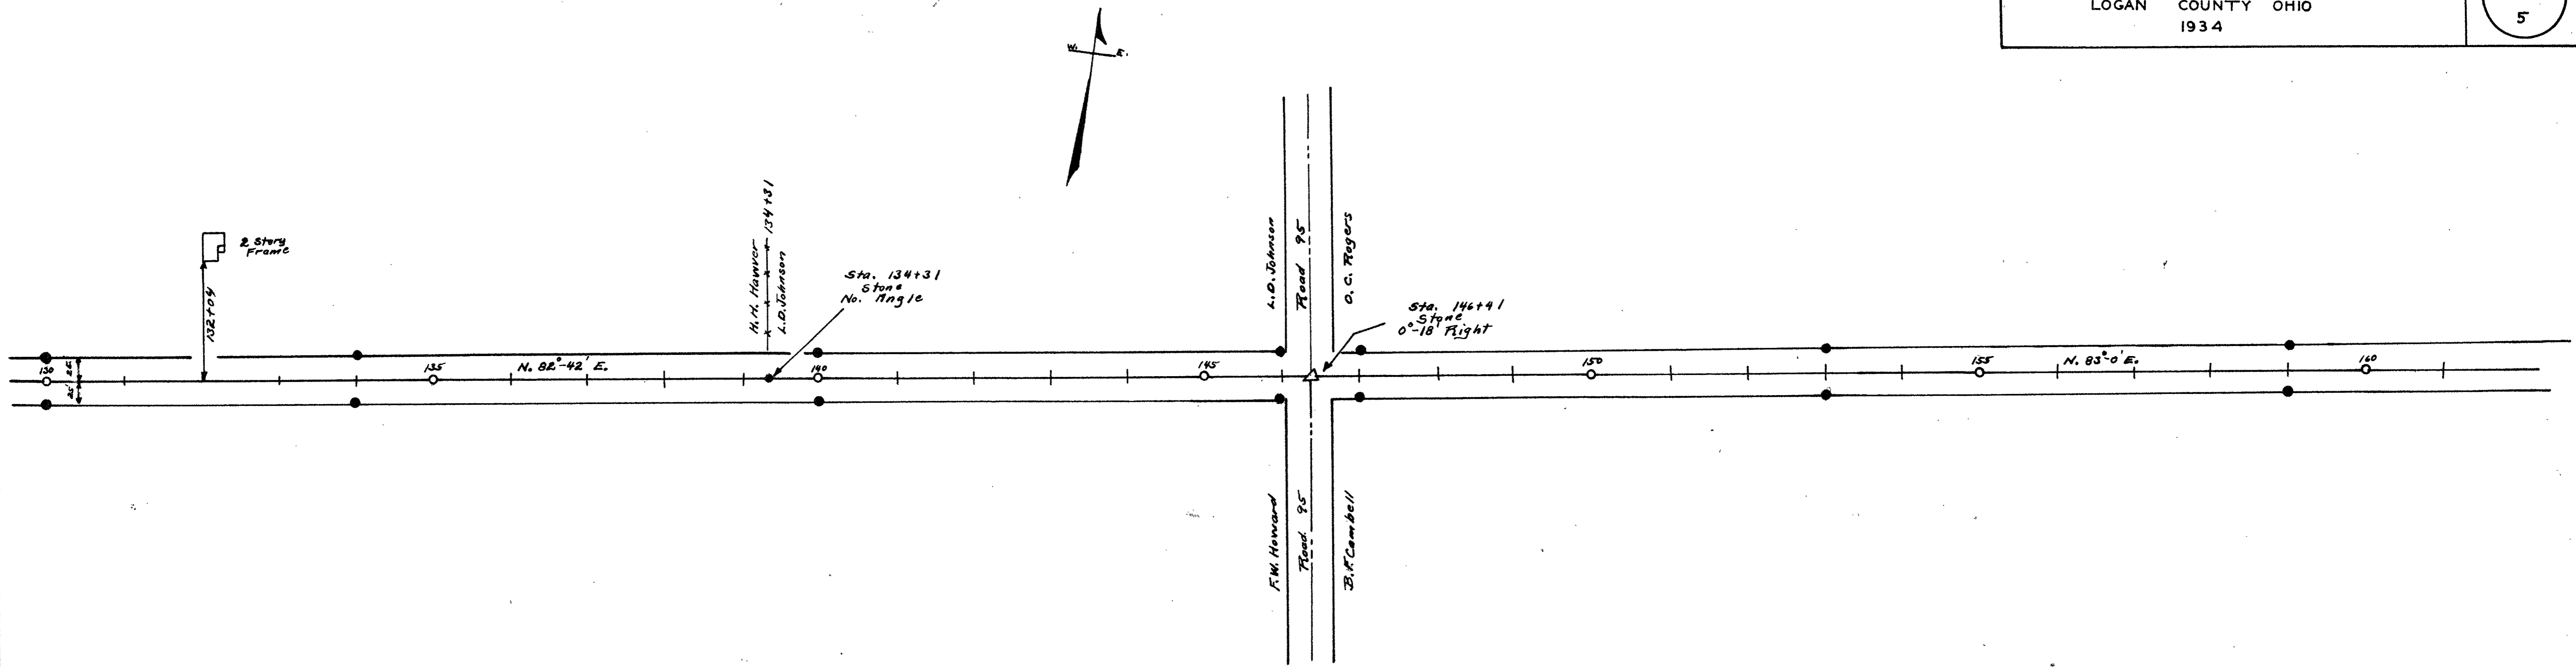 LOGAN COUNTY OHIO
1934
5
W. E.
2 Story
Frame
132+04
H.H. Hawver
134+31
L.D. Johnson
Sta. 134+31
Stone
No. Angle
L.D. Johnson
Road 95
O.C. Rogers
Sta. 146+41
Stone
0°-18' Right
130
25'
25'
135
N. 82°-42' E.
140
145
150
155
N. 83°-0' E.
160
F.W. Howard
Road 95
B.F. Cambell